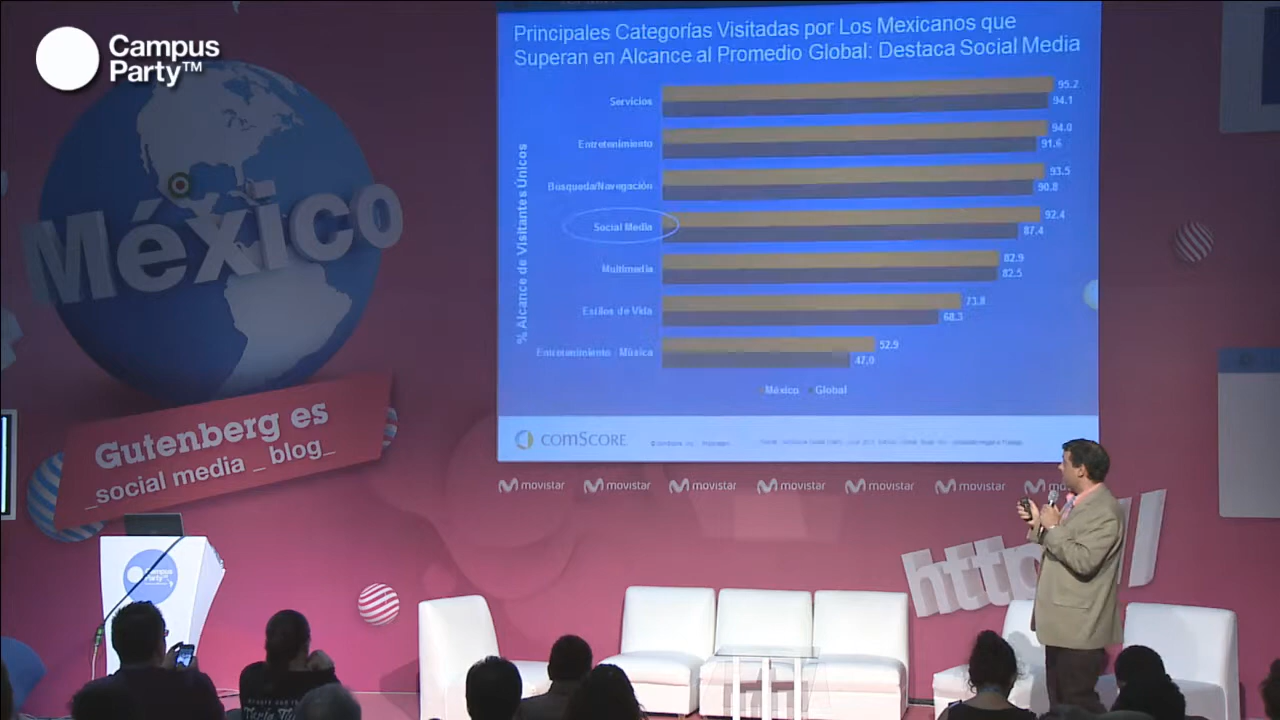 Campus
Party™
México
Gutenberg es
_social media _ blog_
Principales Categorías Visitadas por Los Mexicanos que
Superan en Alcance al Promedio Global: Destaca Social Media
% Alcance de Visitantes Únicos
Servicios
95.2
94.1
Entretenimiento
94.0
91.6
Búsqueda/Navegación
93.5
90.8
Social Media
92.4
87.4
Multimedia
82.9
82.5
Estilos de Vida
73.8
68.3
Entretenimiento - Música
52.9
47.0
México Global
comSCORE
movistar movistar movistar movistar movistar movistar
http://
Campus
Party